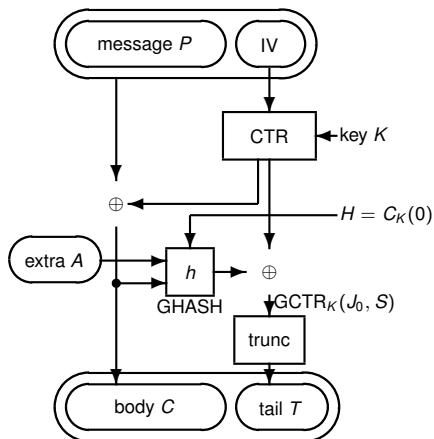 message P
IV
CTR
key K
⊕
H = C_K(0)
extra A
h
⊕
GHASH
GCTR_K(J_0, S)
trunc
body C
tail T